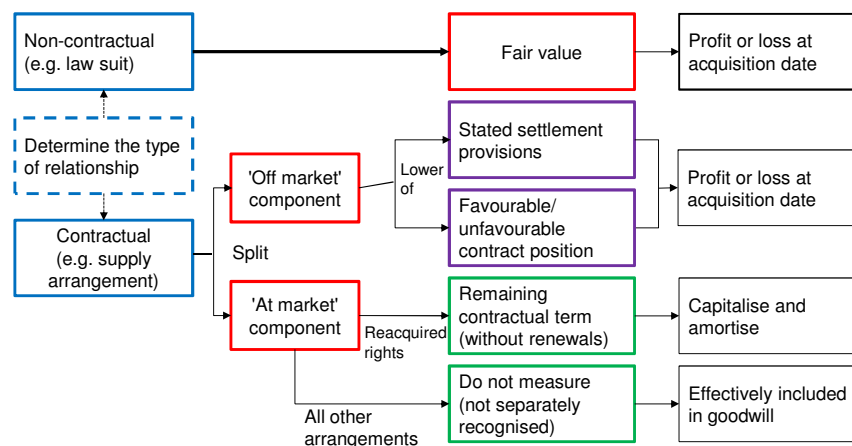 Non-contractual
(e.g. law suit)
Fair value
Profit or loss at
acquisition date
Determine the type
of relationship
'Off market'
component
Lower
of
Stated settlement
provisions
Favourable/
unfavourable
contract position
Profit or loss at
acquisition date
Contractual
(e.g. supply
arrangement)
Split
'At market'
component
Reacquired
rights
Remaining
contractual term
(without renewals)
Capitalise and
amortise
All other
arrangements
Do not measure
(not separately
recognised)
Effectively included
in goodwill